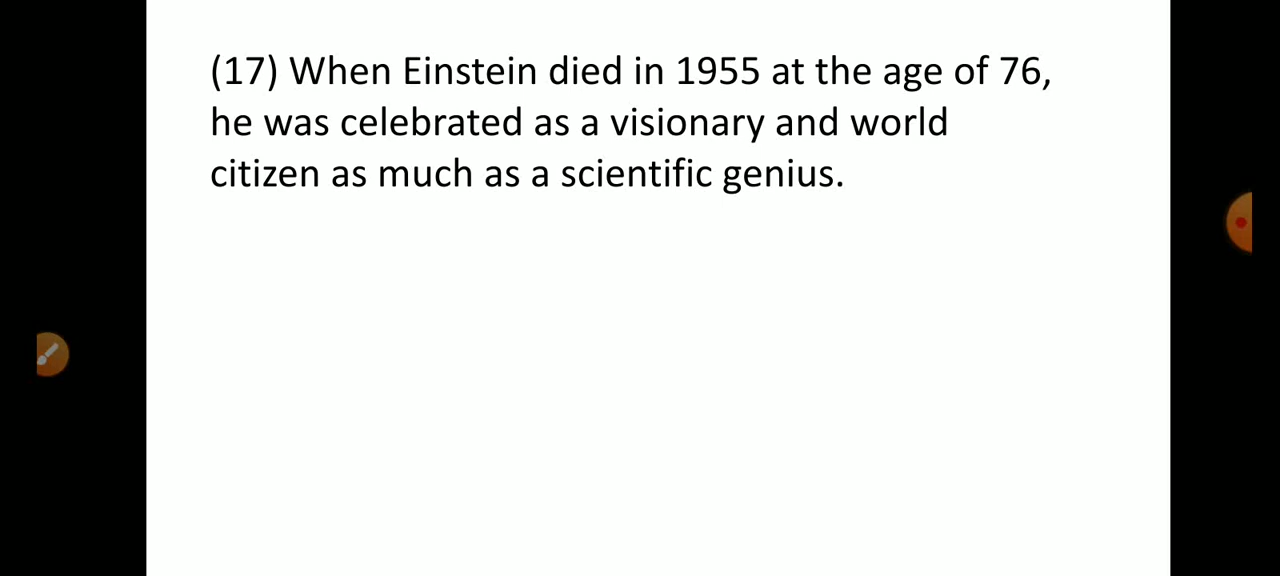 (17) When Einstein died in 1955 at the age of 76,
he was celebrated as a visionary and world
citizen as much as a scientific genius.